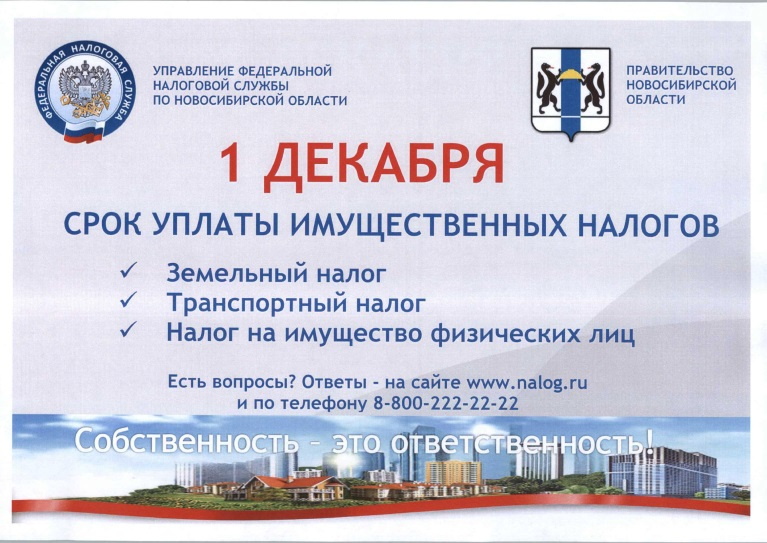 ФЕДЕРАЛЬНАЯ НАЛОГОВАЯ СЛУЖБА
УПРАВЛЕНИЕ ФЕДЕРАЛЬНОЙ
НАЛОГОВОЙ СЛУЖБЫ
ПО НОВОСИБИРСКОЙ ОБЛАСТИ
ПРАВИТЕЛЬСТВО
НОВОСИБИРСКОЙ
ОБЛАСТИ
1 ДЕКАБРЯ
СРОК УПЛАТЫ ИМУЩЕСТВЕННЫХ НАЛОГОВ
✓ Земельный налог
✓ Транспортный налог
✓ Налог на имущество физических лиц
Есть вопросы? Ответы - на сайте www.nalog.ru
и по телефону 8-800-222-22-22
Собственность – это ответственность!